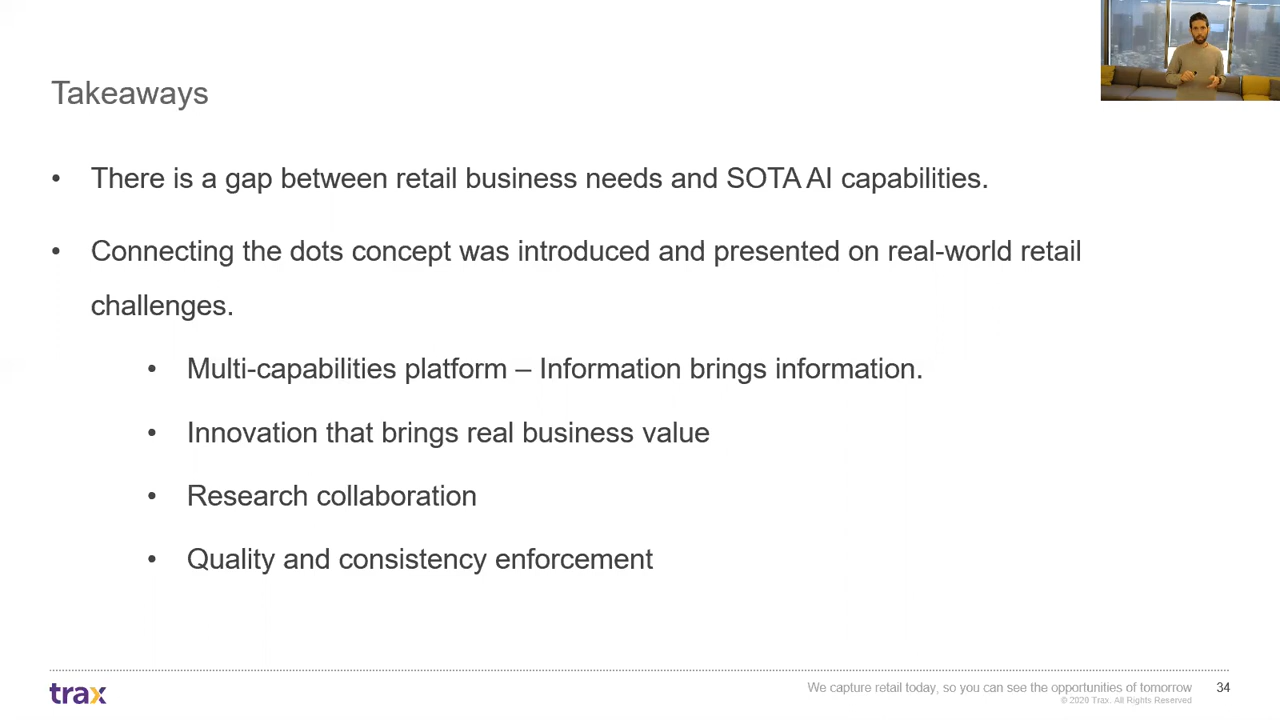 Takeaways
• There is a gap between retail business needs and SOTA AI capabilities.
• Connecting the dots concept was introduced and presented on real-world retail
challenges.
• Multi-capabilities platform – Information brings information.
• Innovation that brings real business value
• Research collaboration
• Quality and consistency enforcement
trax
We capture retail today, so you can see the opportunities of tomorrow 34
© 2020 Trax. All Rights Reserved